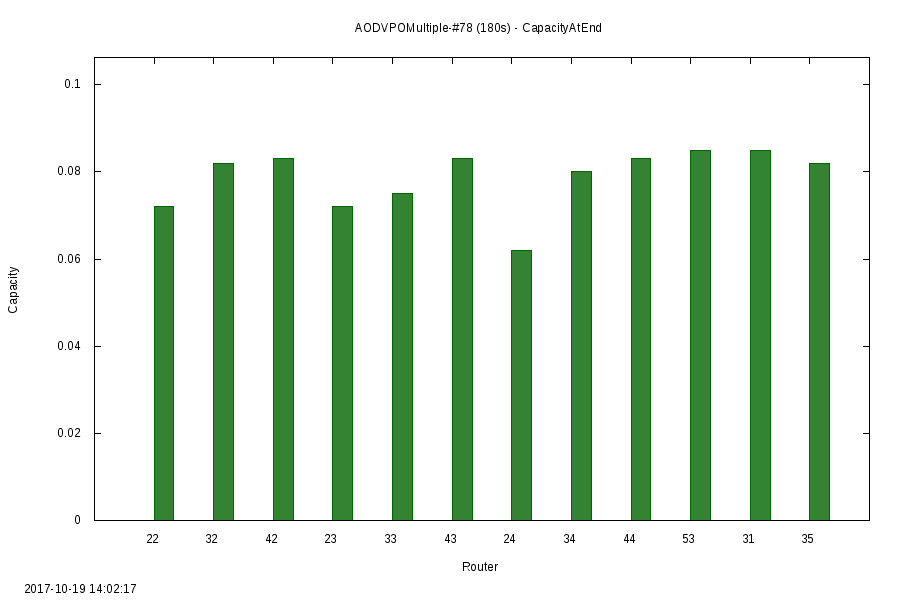 AODVPOMultiple-#78 (180s) - CapacityAtEnd
0.1
0.08
0.06
0.04
0.02
0
Capacity
22 32 42 23 33 43 24 34 44 53 31 35
Router
2017-10-19 14:02:17